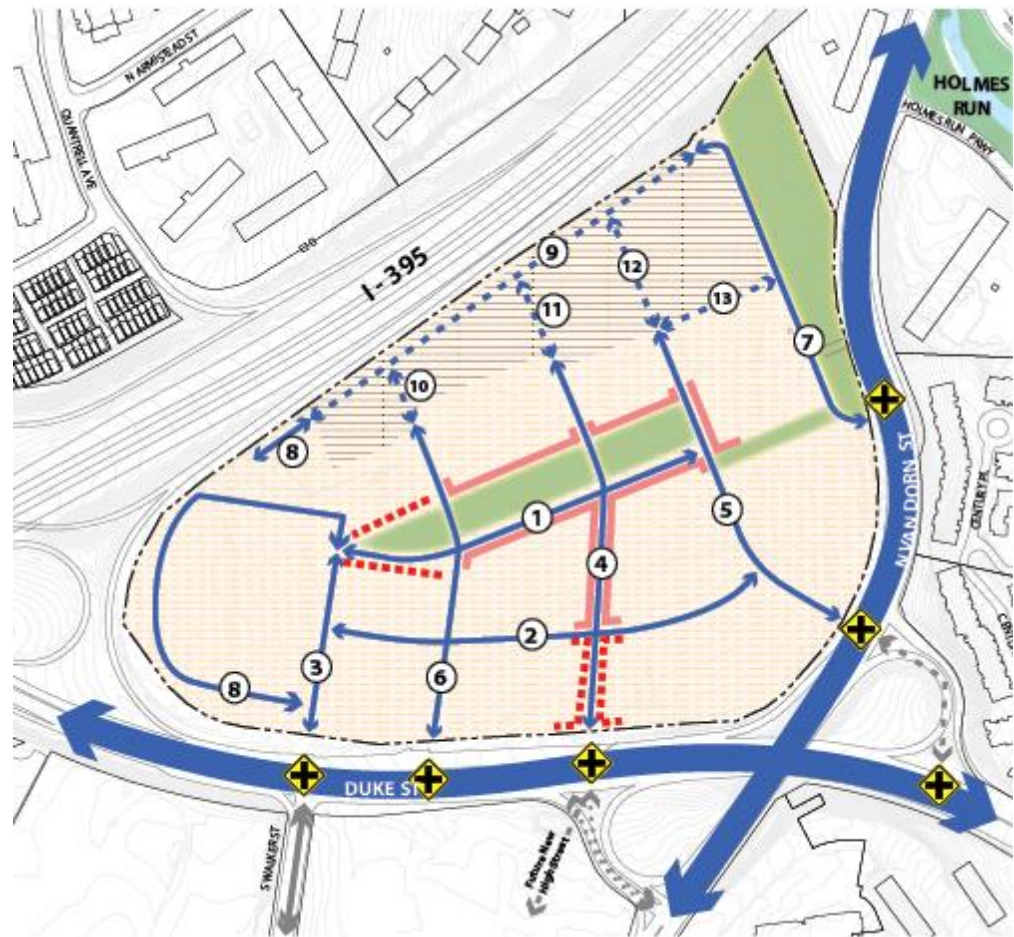 N ARMISTEAD ST
QUANTRELL AVE
HOLMES
RUN
HOLMES RUN PKWY
I - 395
9
12
11
13
7
10
8
1
5
4
2
3
6
8
N VAN DORN ST
CENTURY PL
DUKE ST
S WALKER ST
Future New
High Street